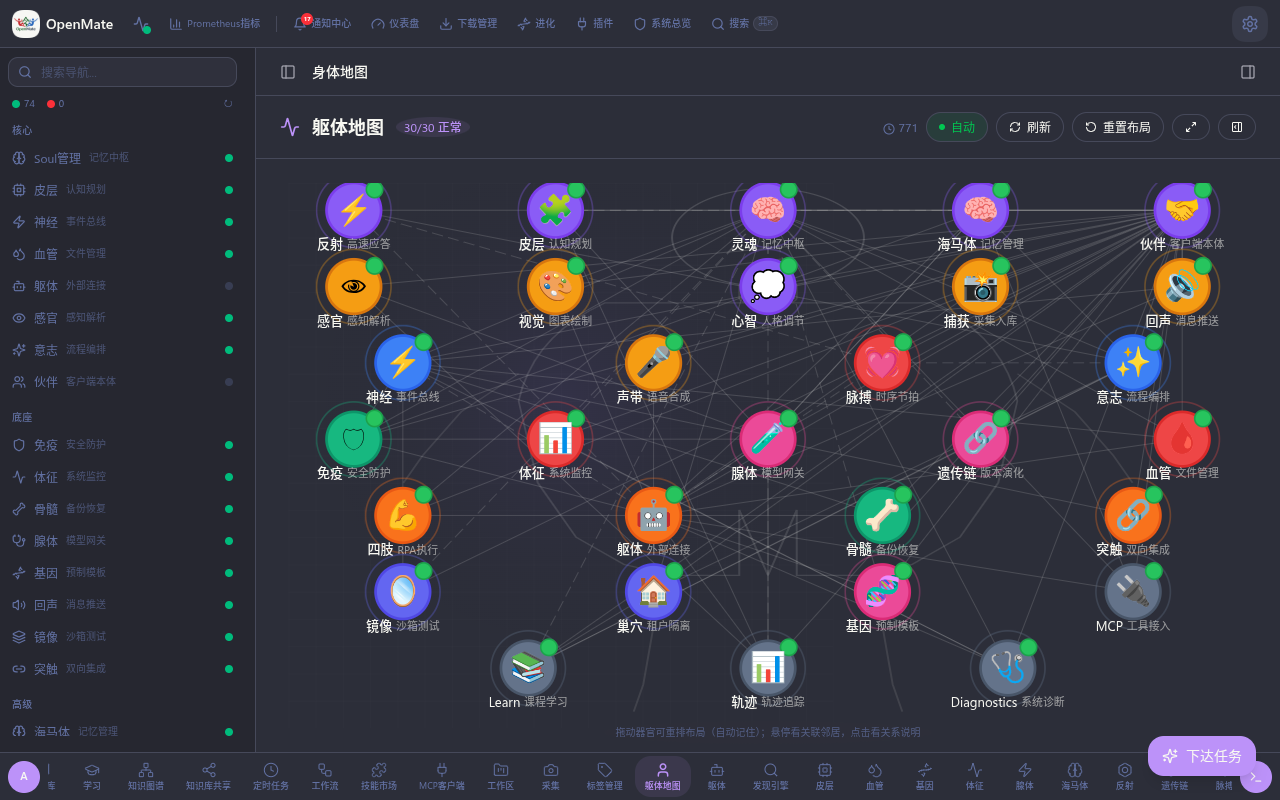 OpenMate
Prometheus指标
17
通知中心
仪表盘
下载管理
进化
插件
系统总览
搜索
⌘K
搜索导航...
74
0
核心
Soul管理 记忆中枢
皮层 认知规划
神经 事件总线
血管 文件管理
躯体 外部连接
感官 感知解析
意志 流程编排
伙伴 客户端本体
底座
免疫 安全防护
体征 系统监控
骨髓 备份恢复
腺体 模型网关
基因 预制模板
回声 消息推送
镜像 沙箱测试
突触 双向集成
高级
海马体 记忆管理
身体地图
躯体地图
30/30 正常
771
自动
刷新
重置布局
反射 高速应答
皮层 认知规划
灵魂 记忆中枢
海马体 记忆管理
伙伴 客户端本体
感官 感知解析
视觉 图表绘制
心智 人格调节
捕获 采集入库
回声 消息推送
神经 事件总线
声带 语音合成
脉搏 时序节拍
意志 流程编排
免疫 安全防护
体征 系统监控
腺体 模型网关
遗传链 版本演化
血管 文件管理
四肢 RPA执行
躯体 外部连接
骨髓 备份恢复
突触 双向集成
镜像 沙箱测试
巢穴 租户隔离
基因 预制模板
MCP 工具接入
Learn 课程学习
轨迹 轨迹追踪
Diagnostics 系统诊断
拖动器官可重排布局（自动记住）；悬停看关联邻居，点击看关系说明
下达任务
A
库
学习
知识图谱
知识库共享
定时任务
工作流
技能市场
MCP客户端
工作区
采集
标签管理
躯体地图
躯体
发现引擎
皮层
血管
基因
体征
腺体
海马体
反射
遗传链
脉搏